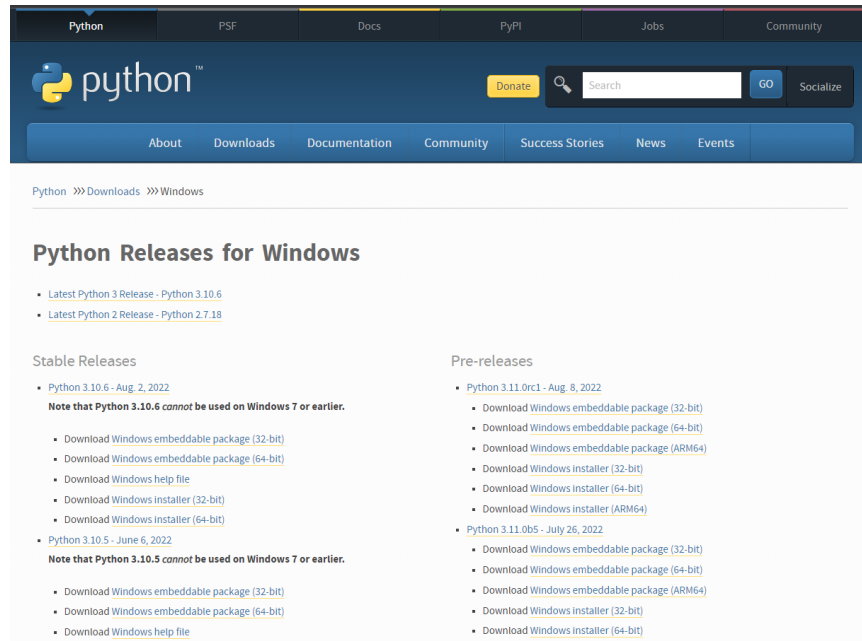 Python PSF Docs PyPI Jobs Community
python™ Donate Search GO Socialize
About Downloads Documentation Community Success Stories News Events
Python >>> Downloads >>> Windows
Python Releases for Windows
Latest Python 3 Release - Python 3.10.6
Latest Python 2 Release - Python 2.7.18
Stable Releases
Python 3.10.6 - Aug. 2, 2022
Note that Python 3.10.6 cannot be used on Windows 7 or earlier.
Download Windows embeddable package (32-bit)
Download Windows embeddable package (64-bit)
Download Windows help file
Download Windows installer (32-bit)
Download Windows installer (64-bit)
Python 3.10.5 - June 6, 2022
Note that Python 3.10.5 cannot be used on Windows 7 or earlier.
Download Windows embeddable package (32-bit)
Download Windows embeddable package (64-bit)
Download Windows help file
Pre-releases
Python 3.11.0rc1 - Aug. 8, 2022
Download Windows embeddable package (32-bit)
Download Windows embeddable package (64-bit)
Download Windows embeddable package (ARM64)
Download Windows installer (32-bit)
Download Windows installer (64-bit)
Download Windows installer (ARM64)
Python 3.11.0b5 - July 26, 2022
Download Windows embeddable package (32-bit)
Download Windows embeddable package (64-bit)
Download Windows embeddable package (ARM64)
Download Windows installer (32-bit)
Download Windows installer (64-bit)